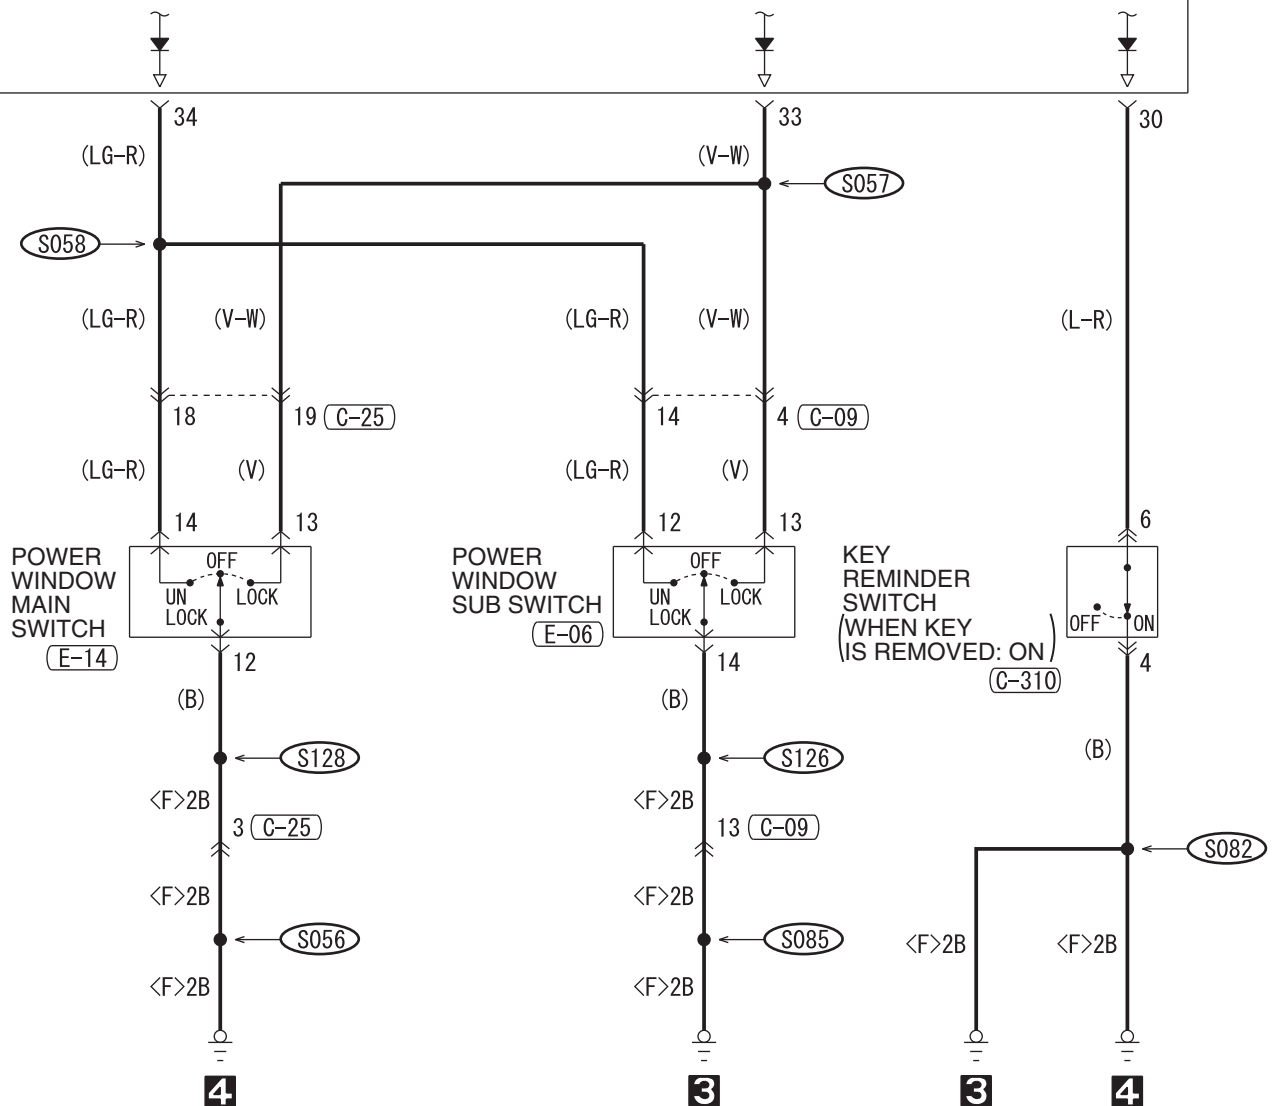 34
33
30
(LG-R)
(V-W)
S057
S058
(LG-R)
(V-W)
(LG-R)
(V-W)
(L-R)
18
19
C-25
14
4
C-09
(LG-R)
(V)
(LG-R)
(V)
14
13
12
13
6
POWER
WINDOW
MAIN
SWITCH
E-14
OFF
UN
LOCK
LOCK
POWER
WINDOW
SUB SWITCH
E-06
OFF
UN
LOCK
LOCK
KEY
REMINDER
SWITCH
(WHEN KEY
IS REMOVED: ON)
C-310
OFF
ON
12
14
4
(B)
(B)
(B)
S128
S126
<F>2B
<F>2B
3
C-25
13
C-09
S082
<F>2B
<F>2B
S056
S085
<F>2B
<F>2B
<F>2B
<F>2B
4
3
3
4